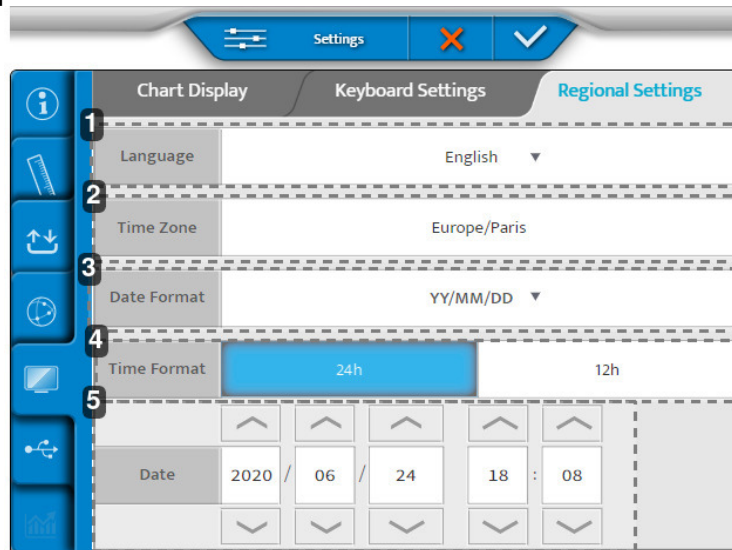 Settings
Chart Display Keyboard Settings Regional Settings
1
Language English ▼
2
Time Zone Europe/Paris
3
Date Format YY/MM/DD ▼
4
Time Format 24h 12h
5
Date 2020 / 06 / 24 18 : 08